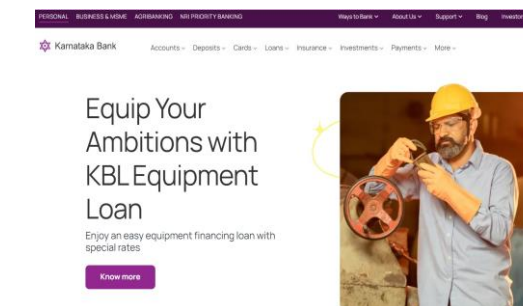 PERSONAL BUSINESS & MSME AGRIBANKING NRI PRIORITY BANKING Ways to Bank About Us Support Blog Investor
Karnataka Bank Accounts Deposits Cards Loans Insurance Investments Payments More
Equip Your
Ambitions with
KBL Equipment
Loan
Enjoy an easy equipment financing loan with
special rates
Know more